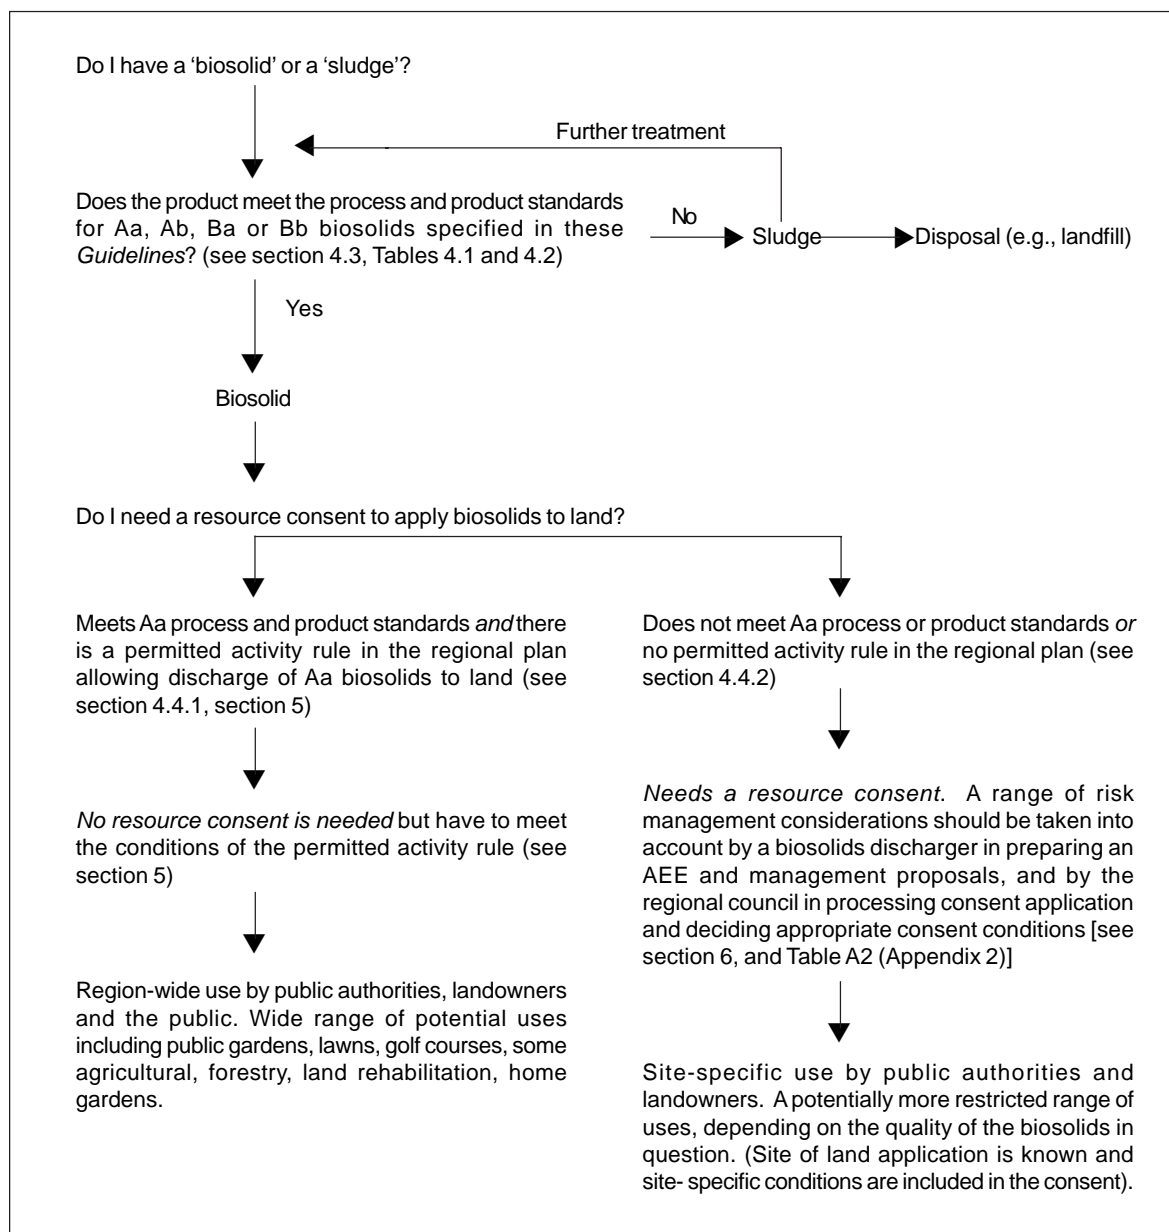 Do I have a ‘biosolid’ or a ‘sludge’?
Further treatment
Does the product meet the process and product standards
for Aa, Ab, Ba or Bb biosolids specified in these
Guidelines? (see section 4.3, Tables 4.1 and 4.2)
No
Sludge
Disposal (e.g., landfill)
Yes
Biosolid
Do I need a resource consent to apply biosolids to land?
Meets Aa process and product standards and there
is a permitted activity rule in the regional plan
allowing discharge of Aa biosolids to land (see
section 4.4.1, section 5)
No resource consent is needed but have to meet
the conditions of the permitted activity rule (see
section 5)
Region-wide use by public authorities, landowners
and the public. Wide range of potential uses
including public gardens, lawns, golf courses, some
agricultural, forestry, land rehabilitation, home
gardens.
Does not meet Aa process or product standards or
no permitted activity rule in the regional plan (see
section 4.4.2)
Needs a resource consent. A range of risk
management considerations should be taken into
account by a biosolids discharger in preparing an
AEE and management proposals, and by the
regional council in processing consent application
and deciding appropriate consent conditions [see
section 6, and Table A2 (Appendix 2)]
Site-specific use by public authorities and
landowners. A potentially more restricted range of
uses, depending on the quality of the biosolids in
question. (Site of land application is known and
site- specific conditions are included in the consent).